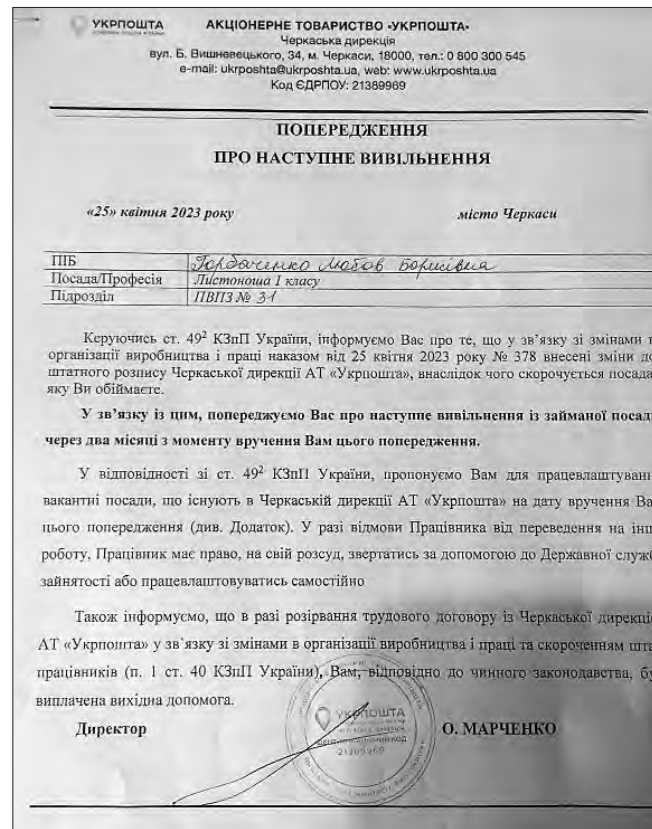 УКРПОШТА
АКЦІОНЕРНЕ ТОВАРИСТВО «УКРПОШТА»
Черкаська дирекція
вул. Б. Вишневецького, 34, м. Черкаси, 18000, тел.: 0 800 300 545
e-mail: ukrposhta@ukrposhta.ua, web: www.ukrposhta.ua
Код ЄДРПОУ: 21389969
ПОПЕРЕДЖЕННЯ
ПРО НАСТУПНЕ ВИВІЛЬНЕННЯ
«25» квітня 2023 року місто Черкаси
ПІБ Горбаченко Любов Борисівна
Посада/Професія Листоноша І класу
Підрозділ ПВПЗ № 31
Керуючись ст. 49² КЗпП України, інформуємо Вас про те, що у зв’язку зі змінами в
організації виробництва і праці наказом від 25 квітня 2023 року № 378 внесені зміни до
штатного розпису Черкаської дирекції АТ «Укрпошта», внаслідок чого скорочується посада,
яку Ви обіймаєте.
У зв’язку із цим, попереджуємо Вас про наступне вивільнення із займаної посад
через два місяці з моменту вручення Вам цього попередження.
У відповідності зі ст. 49² КЗпП України, пропонуємо Вам для працевлаштуванн
вакантні посади, що існують в Черкаській дирекції АТ «Укрпошта» на дату вручення Ва
цього попередження (див. Додаток). У разі відмови Працівника від переведення на інш
роботу, Працівник має право, на свій розсуд, звертатись за допомогою до Державної служб
зайнятості або працевлаштовуватись самостійно
Також інформуємо, що в разі розірвання трудового договору із Черкаської дирекціє
АТ «Укрпошта» у зв’язку зі змінами в організації виробництва і праці та скороченням шта
працівників (п. 1 ст. 40 КЗпП України), Вам, відповідно до чинного законодавства, бу
виплачена вихідна допомога.
УКРПОШТА
Директор О. МАРЧЕНКО